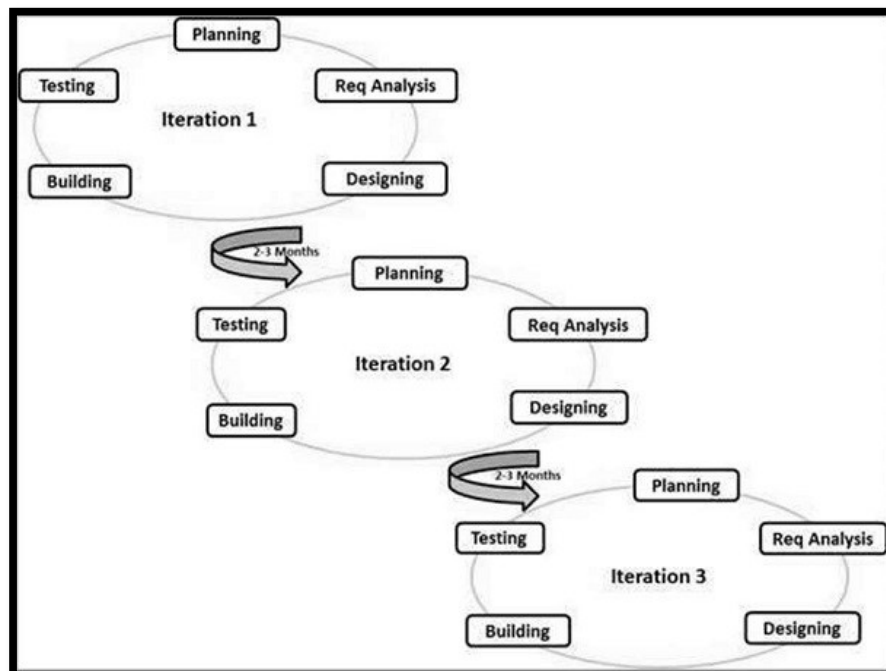 Planning
Testing
Req Analysis
Iteration 1
Building
Designing
2-3 Months
Planning
Testing
Req Analysis
Iteration 2
Building
Designing
2-3 Months
Planning
Testing
Req Analysis
Iteration 3
Building
Designing